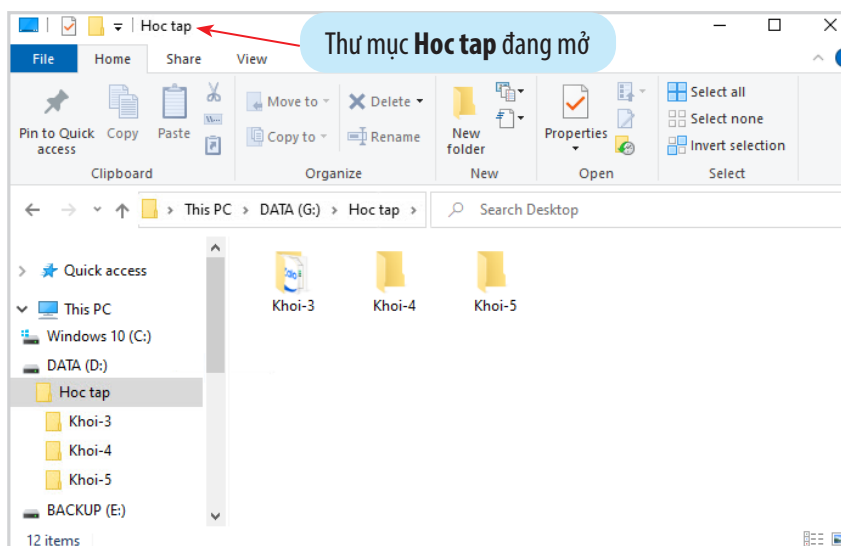 Hoc tap
Thư mục Hoc tap đang mở
File Home Share View
Pin to Quick access
Copy
Paste
Move to
Copy to
Delete
Rename
New folder
Properties
Select all
Select none
Invert selection
Clipboard Organize New Open Select
This PC > DATA (G:) > Hoc tap >
Search Desktop
Quick access
This PC
Windows 10 (C:)
DATA (D:)
Hoc tap
Khoi-3
Khoi-4
Khoi-5
BACKUP (E:)
Khoi-3 Khoi-4 Khoi-5
12 items